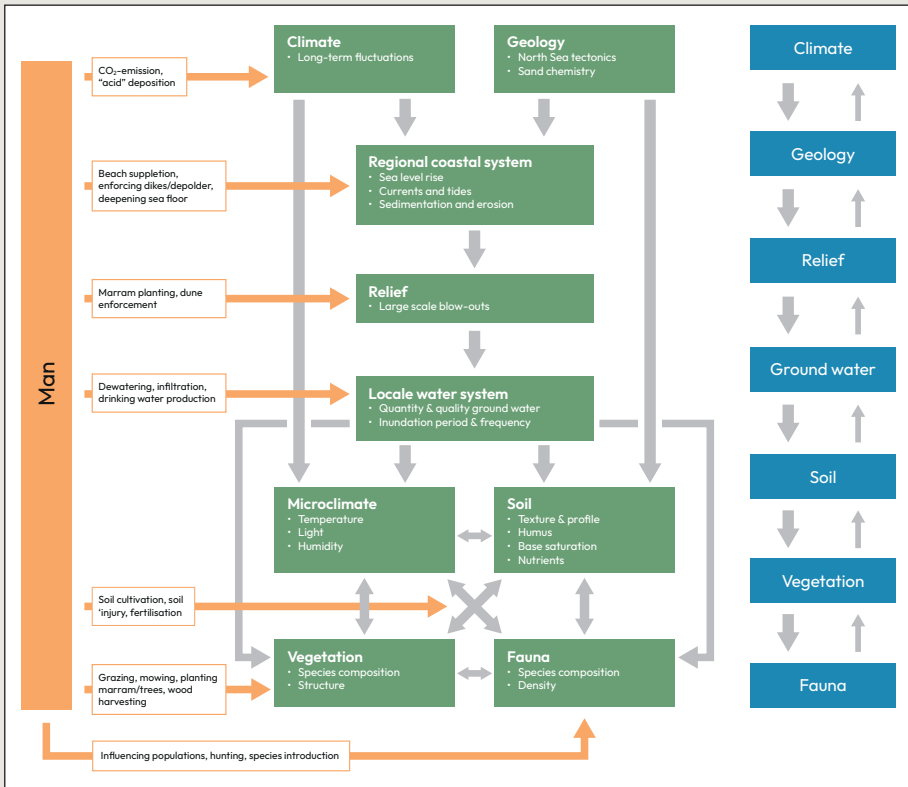 Man
CO₂-emission,
“acid” deposition
Beach suppletion,
enforcing dikes/depolder,
deepening sea floor
Marram planting, dune
enforcement
Dewatering, infiltration,
drinking water production
Soil cultivation, soil
‘injury, fertilisation
Grazing, mowing, planting
marram/trees, wood
harvesting
Influencing populations, hunting, species introduction
Climate
• Long-term fluctuations
Geology
• North Sea tectonics
• Sand chemistry
Regional coastal system
• Sea level rise
• Currents and tides
• Sedimentation and erosion
Relief
• Large scale blow-outs
Locale water system
• Quantity & quality ground water
• Inundation period & frequency
Microclimate
• Temperature
• Light
• Humidity
Soil
• Texture & profile
• Humus
• Base saturation
• Nutrients
Vegetation
• Species composition
• Structure
Fauna
• Species composition
• Density
Climate
Geology
Relief
Ground water
Soil
Vegetation
Fauna